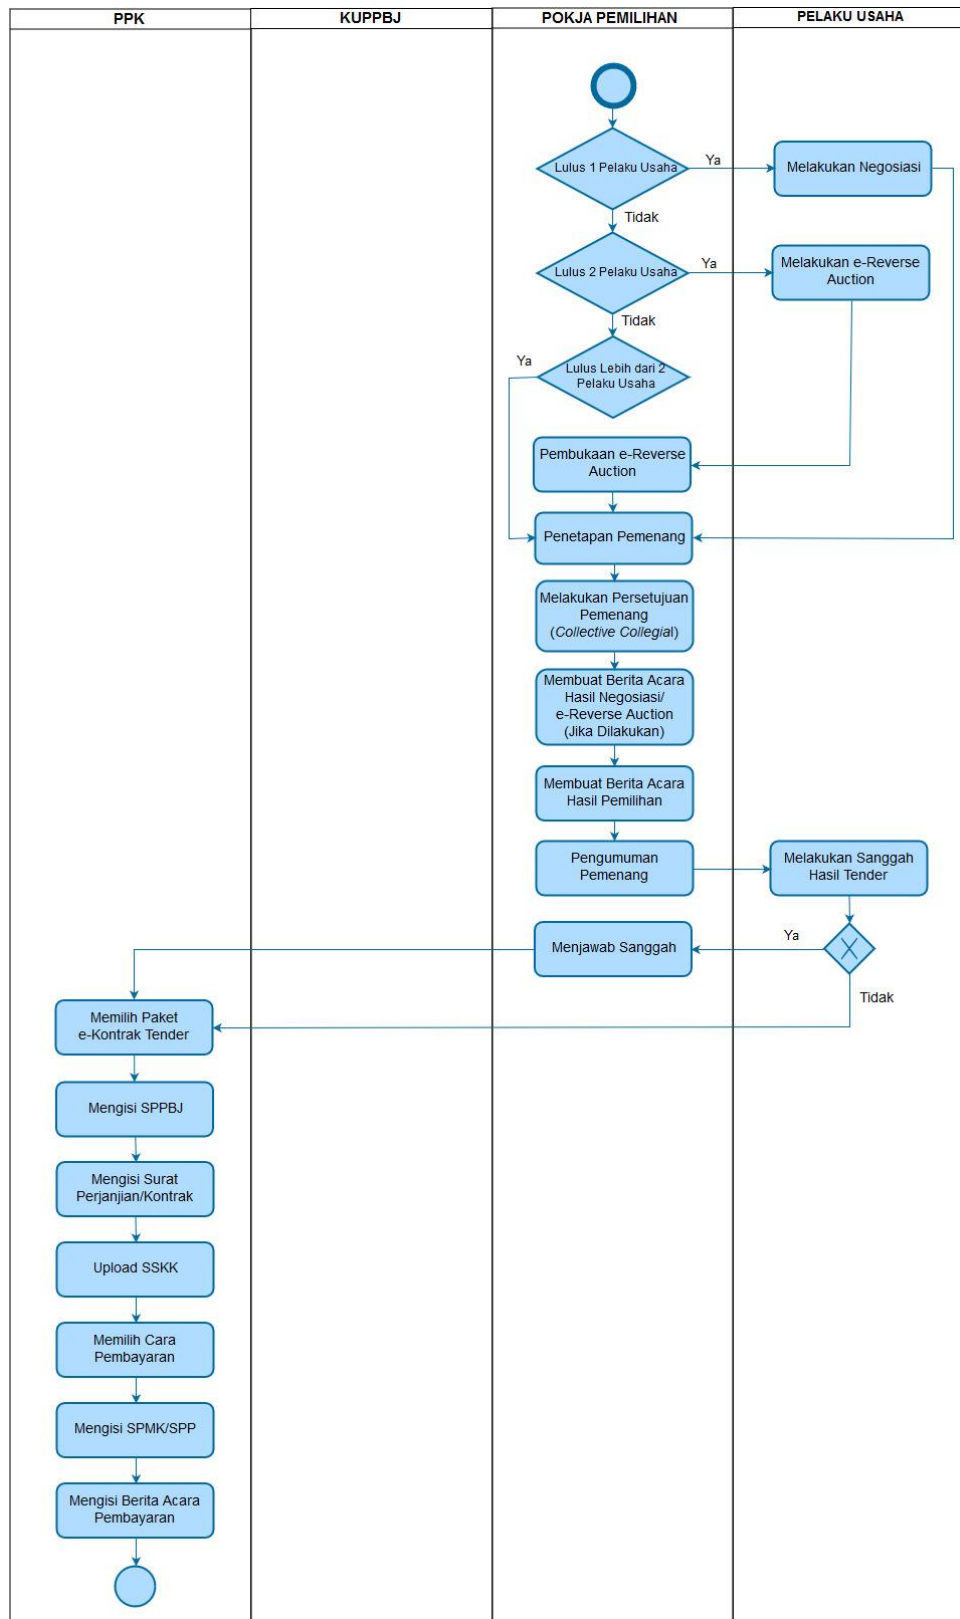 PPK
KUPPBJ
POKJA PEMILIHAN
PELAKU USAHA
Lulus 1 Pelaku Usaha
Ya
Melakukan Negosiasi
Tidak
Lulus 2 Pelaku Usaha
Ya
Melakukan e-Reverse
Auction
Tidak
Ya
Lulus Lebih dari 2
Pelaku Usaha
Pembukaan e-Reverse
Auction
Penetapan Pemenang
Melakukan Persetujuan
Pemenang
(Collective Collegial)
Membuat Berita Acara
Hasil Negosiasi/
e-Reverse Auction
(Jika Dilakukan)
Membuat Berita Acara
Hasil Pemilihan
Pengumuman
Pemenang
Melakukan Sanggah
Hasil Tender
Ya
Menjawab Sanggah
Tidak
Memilih Paket
e-Kontrak Tender
Mengisi SPPBJ
Mengisi Surat
Perjanjian/Kontrak
Upload SSKK
Memilih Cara
Pembayaran
Mengisi SPMK/SPP
Mengisi Berita Acara
Pembayaran